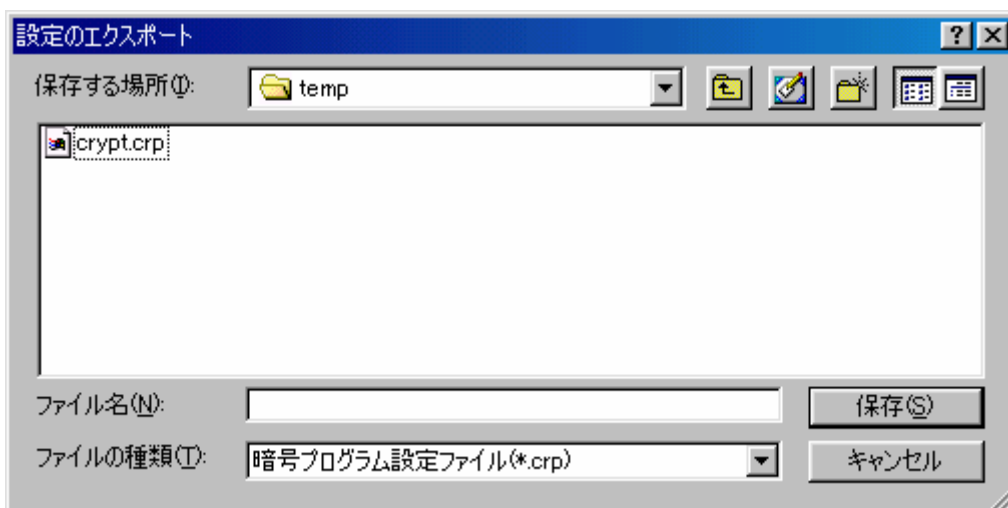 設定のエクスポート
保存する場所(I): temp
crypt.crp
ファイル名(N): 保存(S)
ファイルの種類(T): 暗号プログラム設定ファイル(*.crp) キャンセル